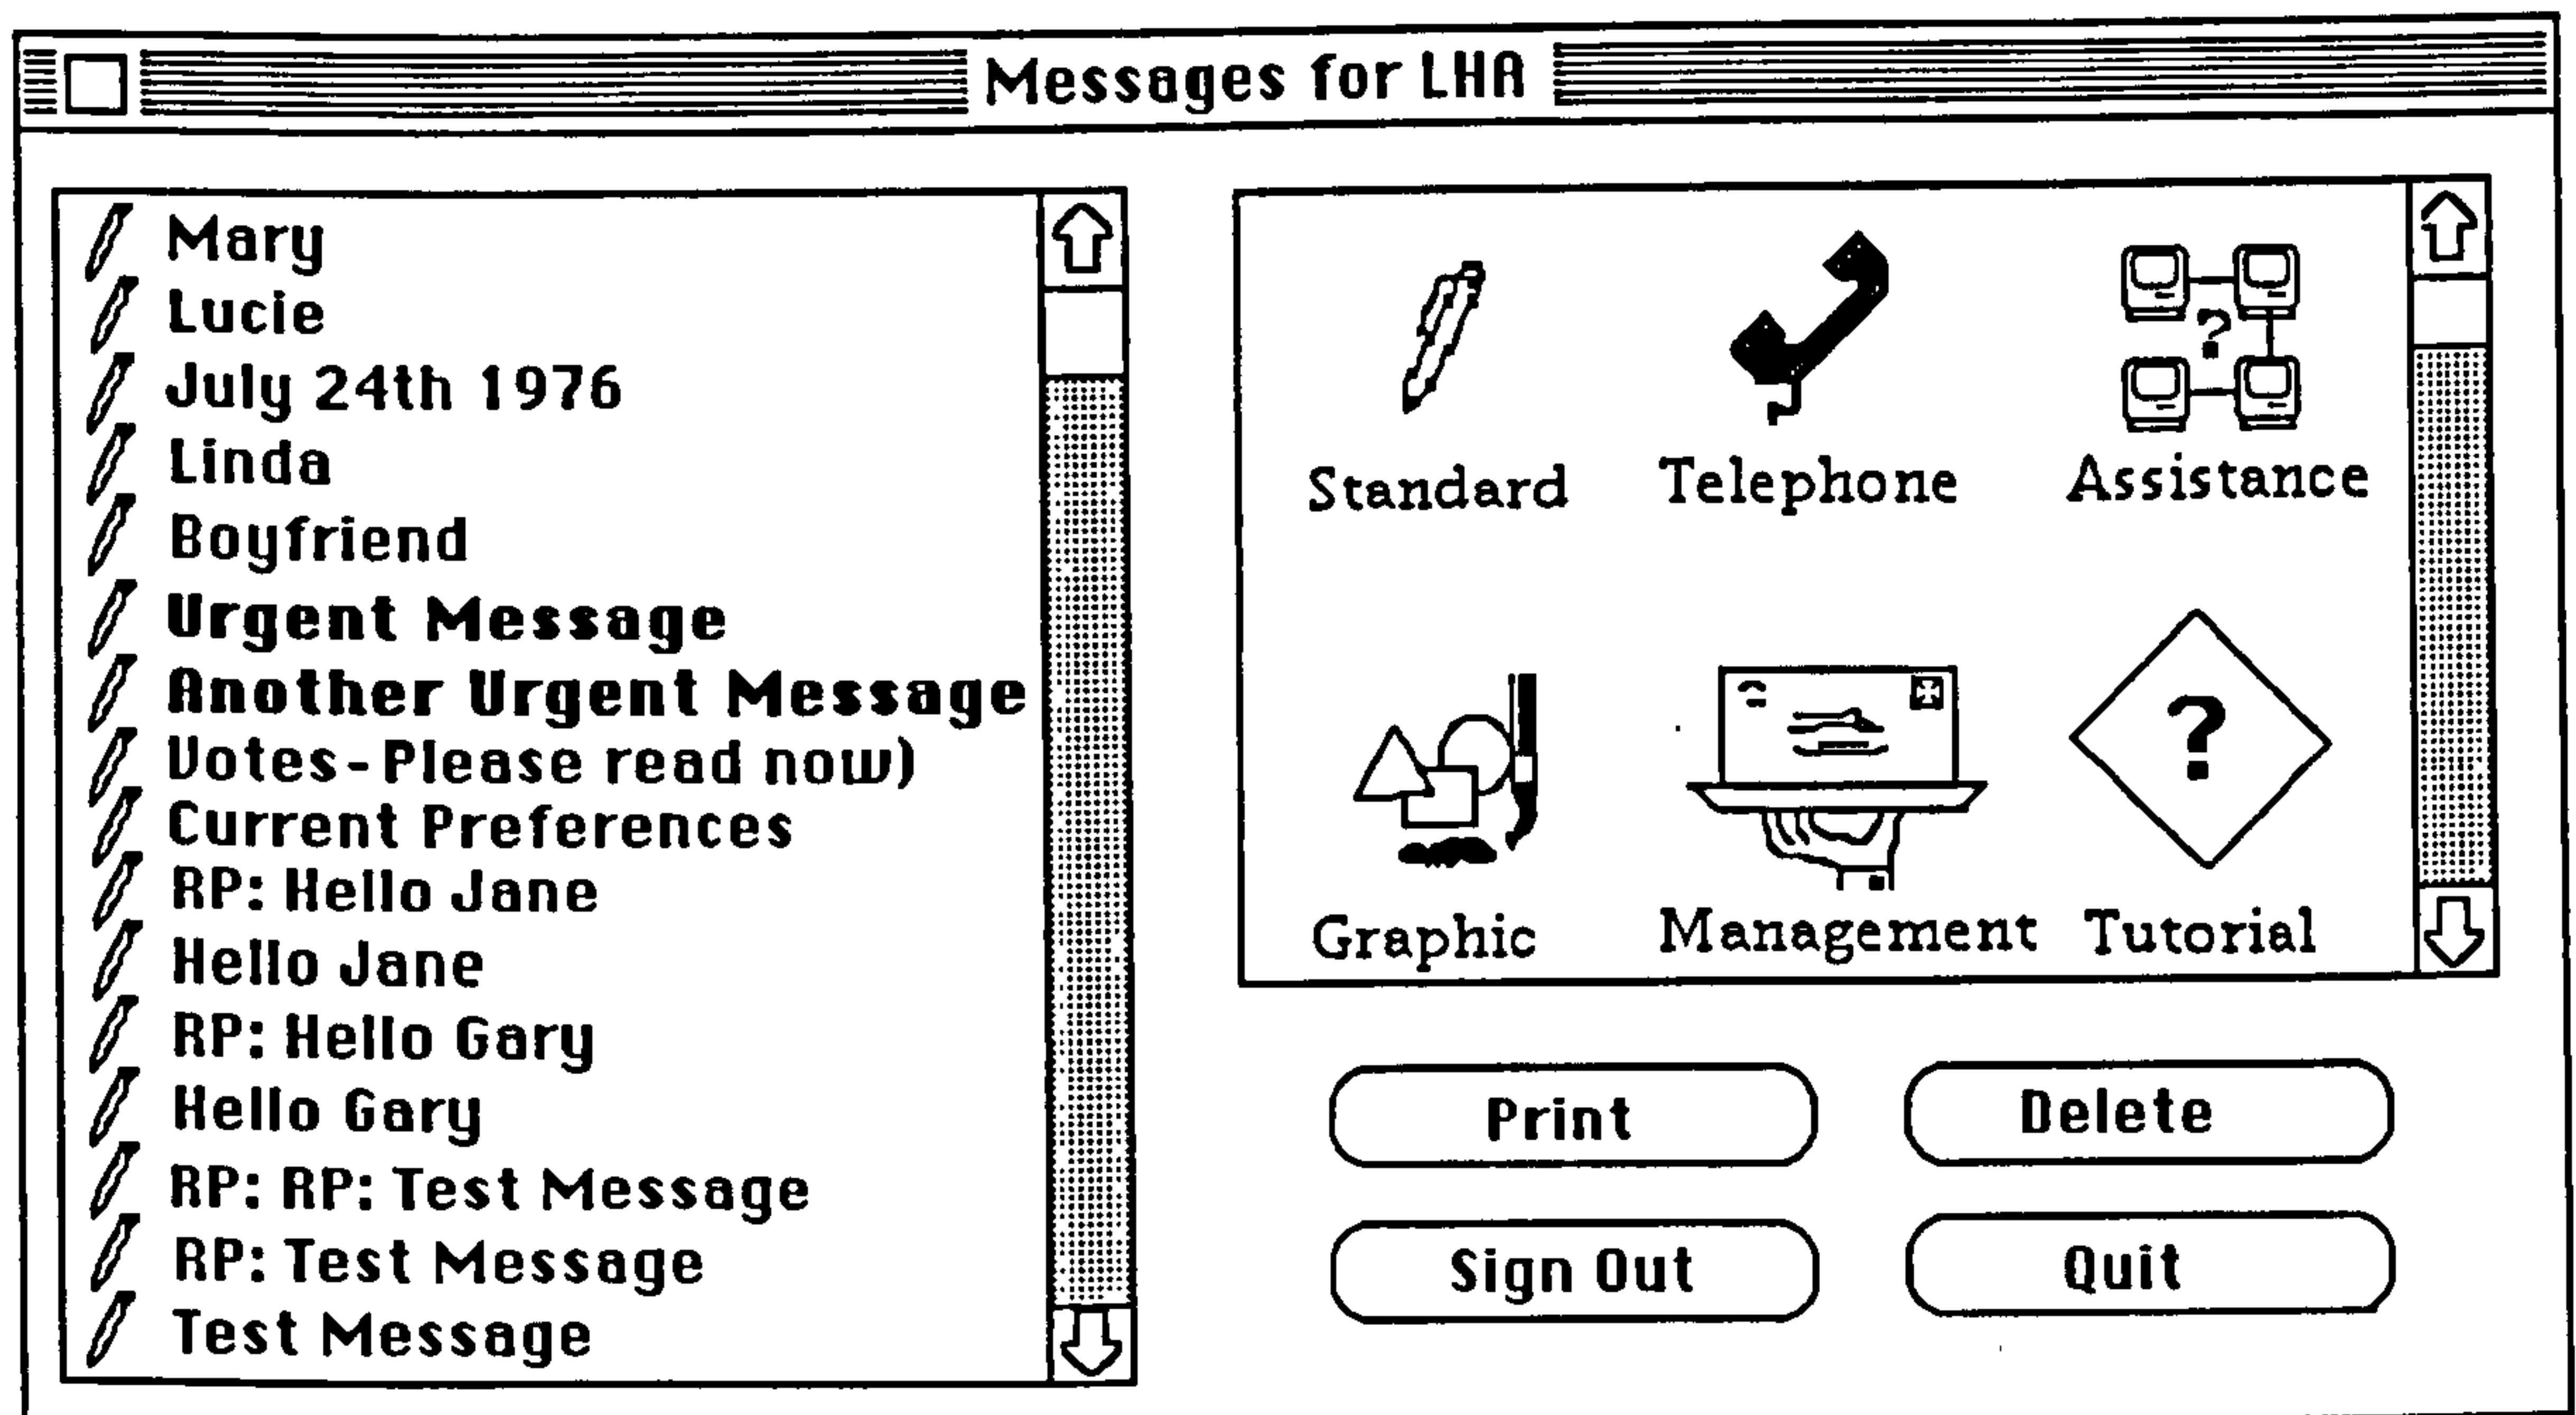 Messages for LHA
Mary
Lucie
July 24th 1976
Linda
Boyfriend
Urgent Message
Another Urgent Message
Votes-Please read now)
Current Preferences
RP: Hello Jane
Hello Jane
RP: Hello Gary
Hello Gary
RP: RP: Test Message
RP: Test Message
Test Message
Standard Telephone Assistance
?
?
Graphic Management Tutorial
Print Delete
Sign Out Quit